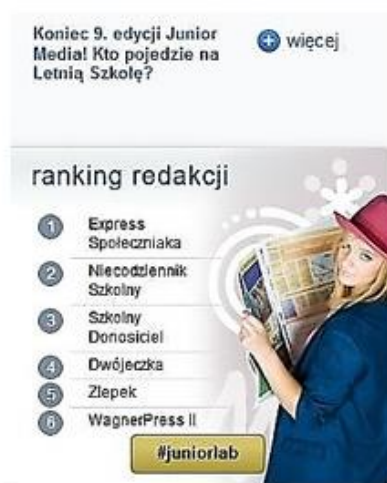 Koniec 9. edycji Junior
Media! Kto pojedzie na
Letnią Szkołę?
więcej
ranking redakcji
1 Express
Społeczniaka
2 Niecodziennik
Szkolny
3 Szkolny
Donosiciel
4 Dwójeczka
5 Zlepek
6 WagnerPress II
#juniorlab